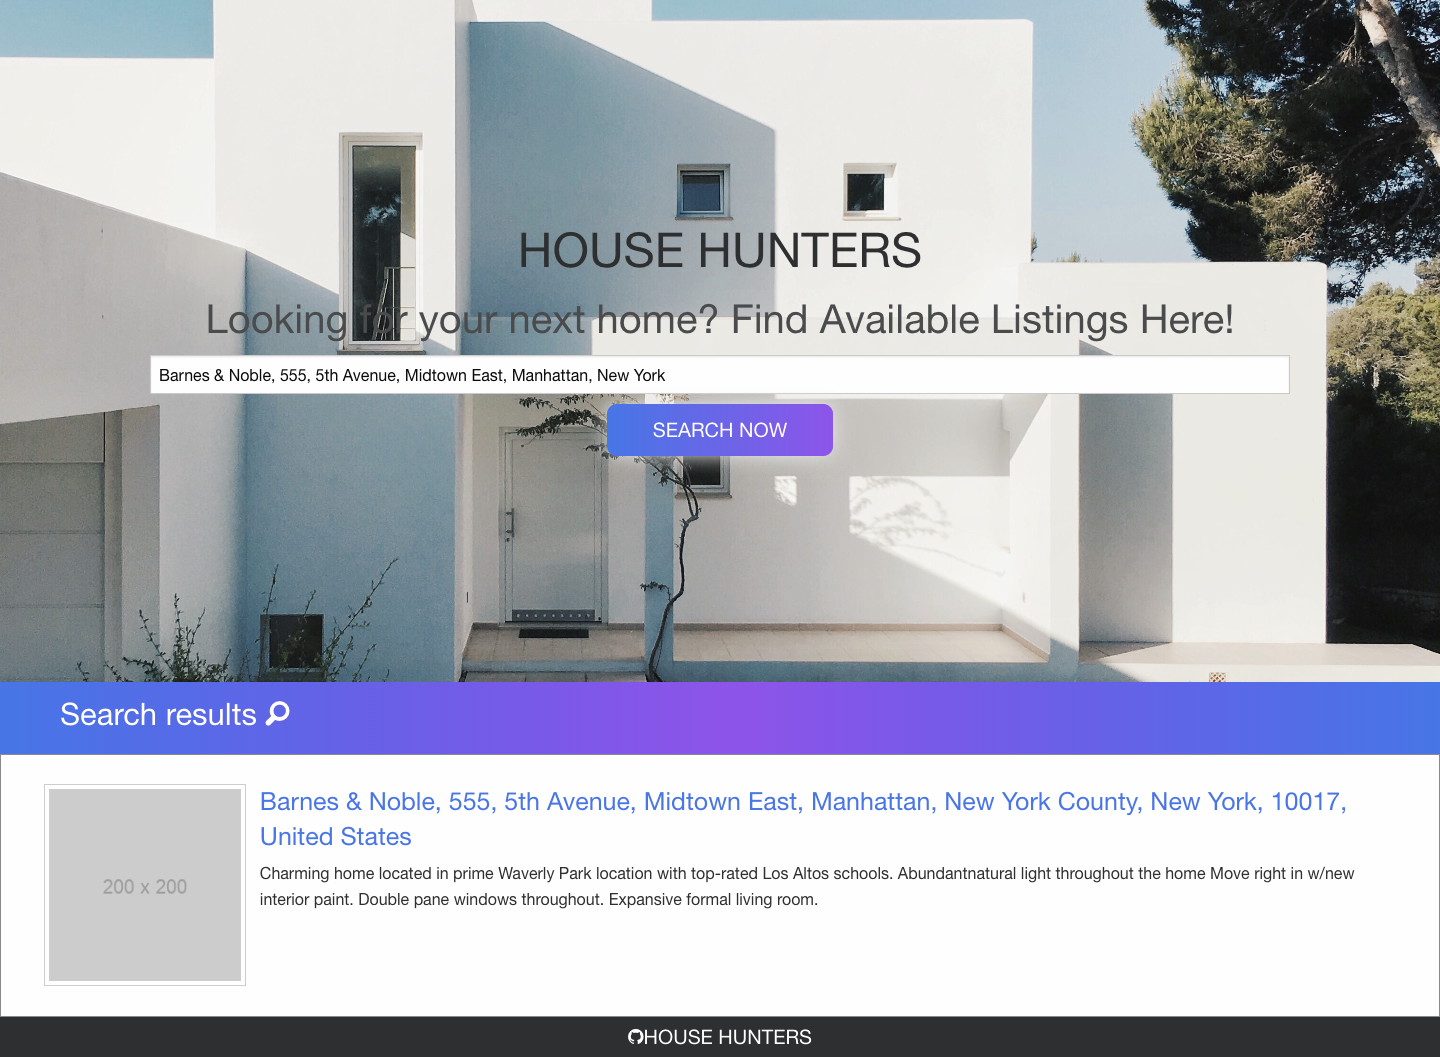 HOUSE HUNTERS
Looking for your next home? Find Available Listings Here!
Barnes & Noble, 555, 5th Avenue, Midtown East, Manhattan, New York
SEARCH NOW
Search results
200 x 200
Barnes & Noble, 555, 5th Avenue, Midtown East, Manhattan, New York County, New York, 10017,
United States
Charming home located in prime Waverly Park location with top-rated Los Altos schools. Abundantnatural light throughout the home Move right in w/new
interior paint. Double pane windows throughout. Expansive formal living room.
HOUSE HUNTERS